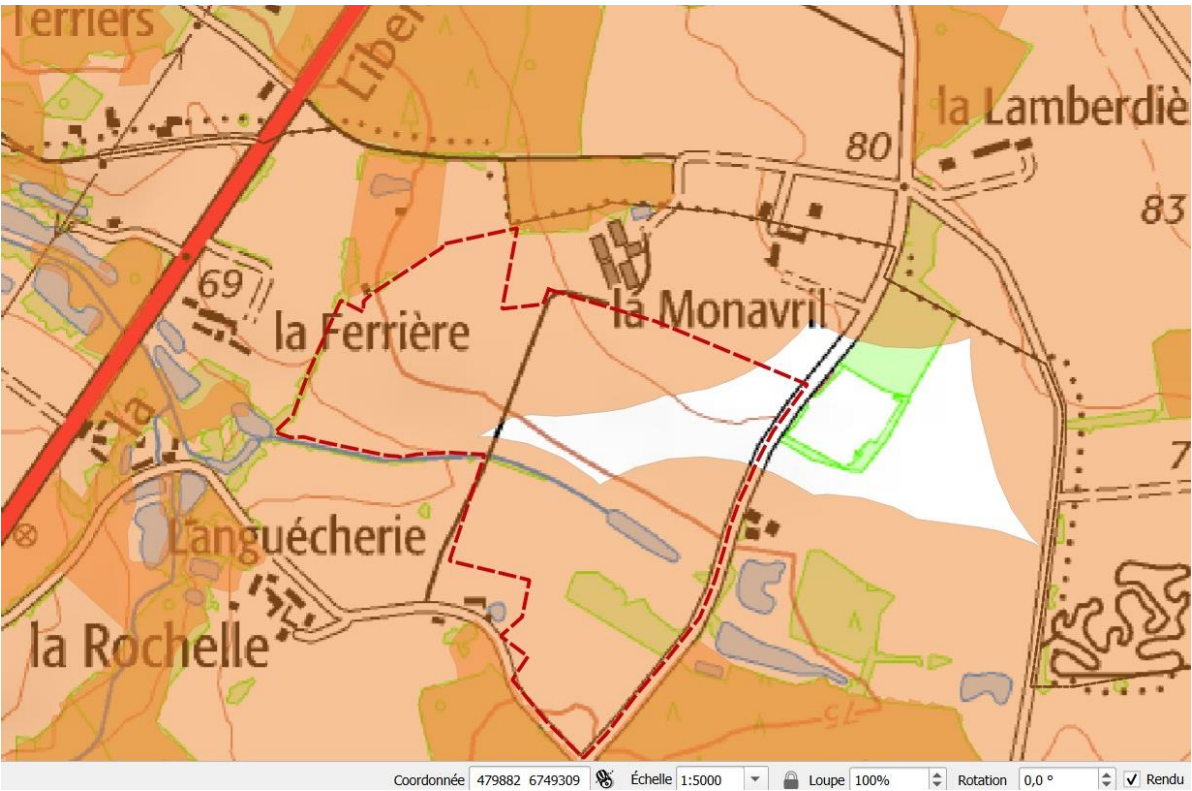 Terriers
Liber
la Lamberdiè
80
83
69
la Monavril
la Ferrière
la
7
Languécherie
la Rochelle
75
Coordonnée 479882 6749309 Échelle 1:5000 Loupe 100% Rotation 0,0 ° Rendu